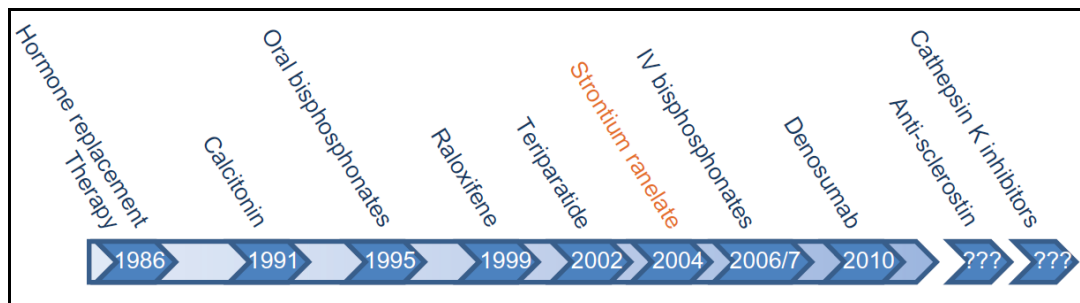 Hormone replacement
Therapy
Calcitonin
Oral bisphosphonates
Raloxifene
Teriparatide
Strontium ranelate
IV bisphosphonates
Denosumab
Anti-sclerostin
Cathepsin K inhibitors
1986
1991
1995
1999
2002
2004
2006/7
2010
???
???